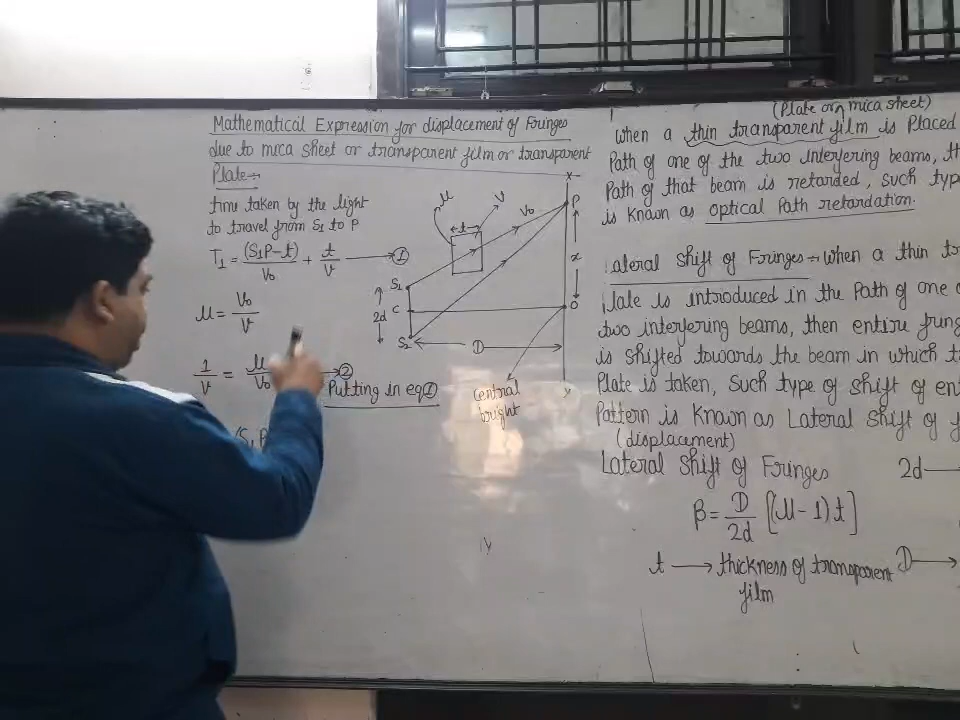 Mathematical Expression for displacement of Fringes
due to mica sheet or transparent film or transparent
Plate→
time taken by the light
to travel from S₁ to P
T₁ = (S₁P-t)/V₀ + t/v → ①
μ = V₀/v
1/v = μ/V₀ → ②
Putting in eq ①
(S₁P
μ
t
v
V₀
X
P
x
S₁
C
2d
S₂
D
O
Y
Central
bright
(Plate or mica sheet)
When a thin transparent film is Placed
Path of one of the two interfering beams,
Path of that beam is retarded, Such
is Known as optical Path retardation.
Lateral Shift of Fringes → When a thin
is introduced in the Path of one
two interfering beams, then entire
is shifted towards the beam in which
Plate is taken, Such type of Shift of
Pattern is Known as Lateral Shift of
(displacement)
Lateral Shift of Fringes
2d →
β = D/2d [(μ-1)t]
t → thickness of transparent
film
D →